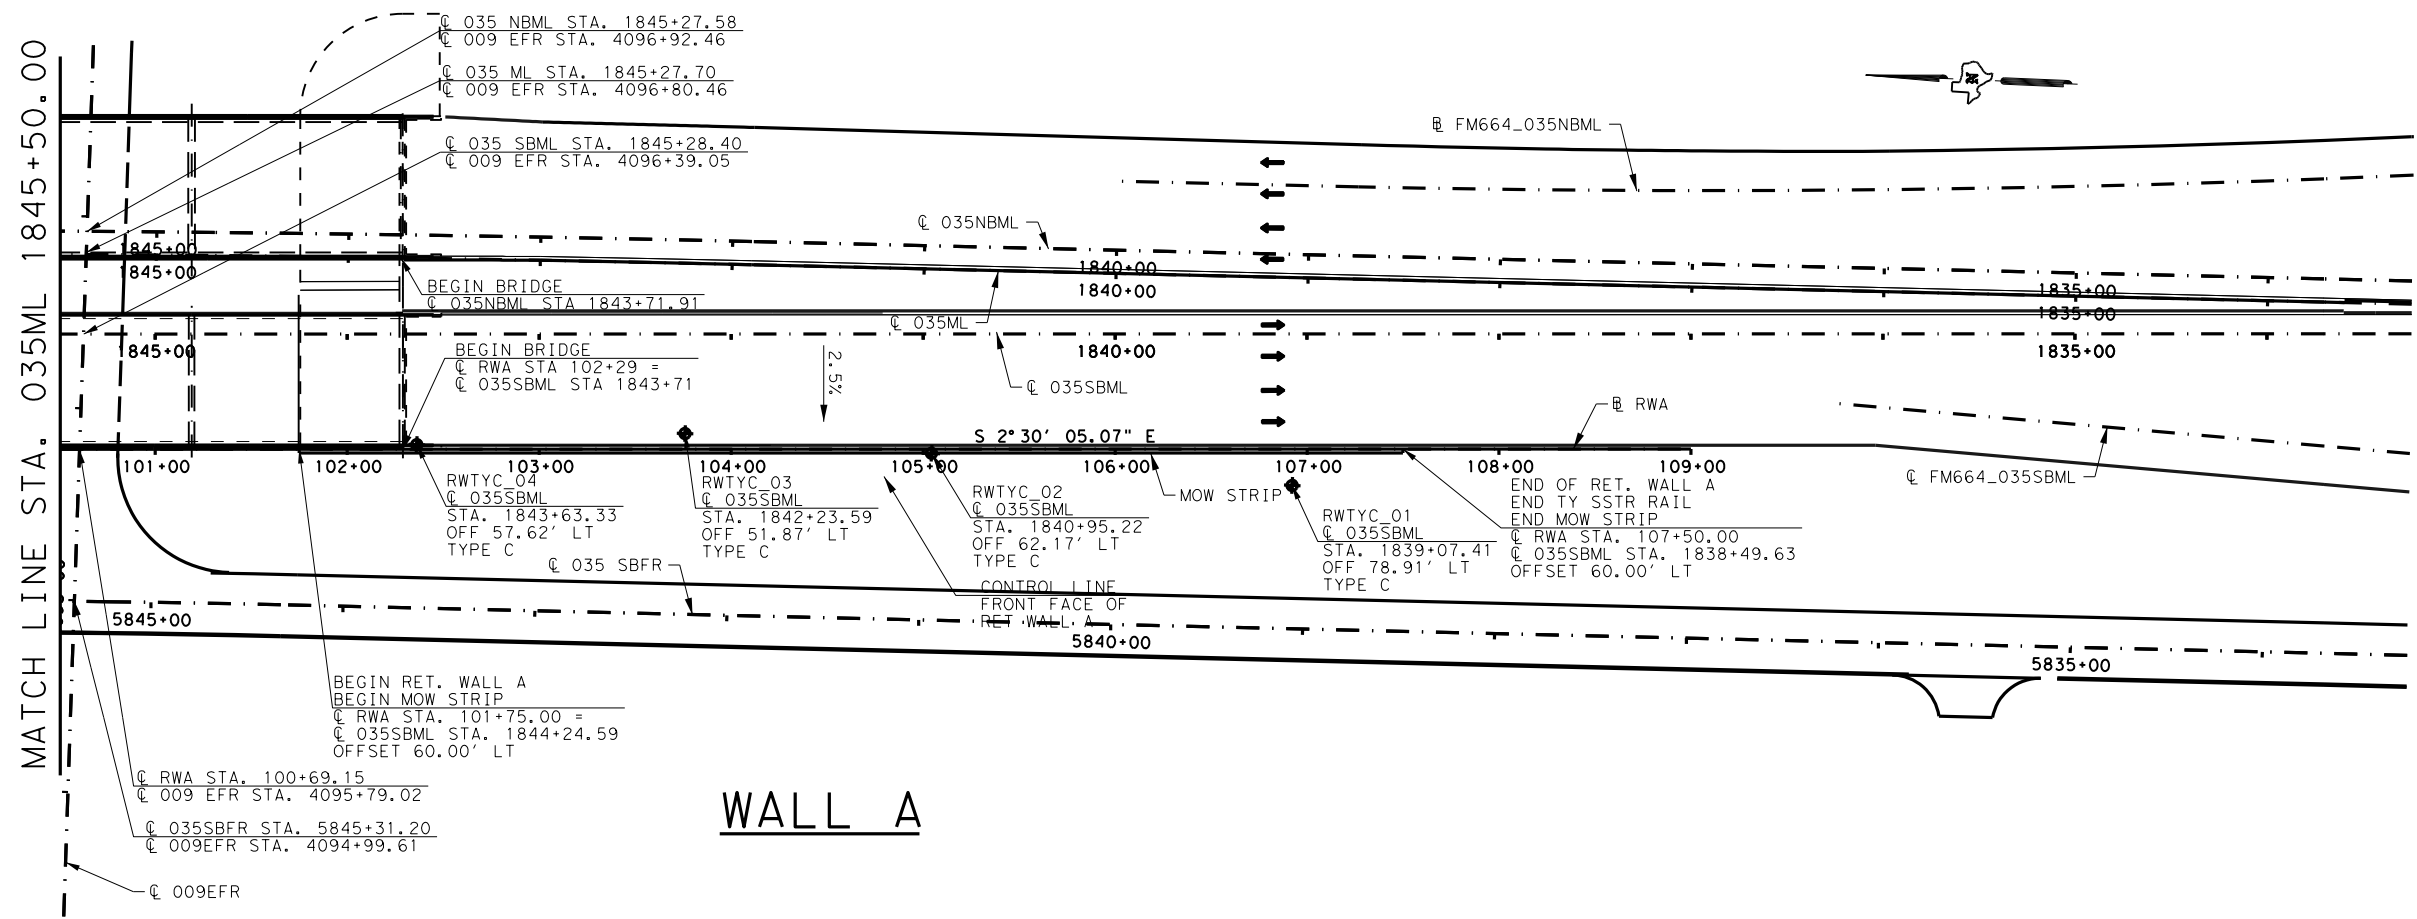 MATCH LINE STA. 035ML 1845+50.00
℄ 035 NBML STA. 1845+27.58
℄ 009 EFR STA. 4096+92.46
℄ 035 ML STA. 1845+27.70
℄ 009 EFR STA. 4096+80.46
℄ 035 SBML STA. 1845+28.40
℄ 009 EFR STA. 4096+39.05
B FM664_035NBML
℄ 035NBML
1845+00
1845+00
1840+00
1840+00
1835+00
1835+00
BEGIN BRIDGE
℄ 035NBML STA 1843+71.91
℄ 035ML
1845+00
1840+00
1835+00
BEGIN BRIDGE
℄ RWA STA 102+29 =
℄ 035SBML STA 1843+71
2.5%
℄ 035SBML
B RWA
S 2°30' 05.07" E
101+00
102+00
103+00
104+00
105+00
106+00
107+00
108+00
109+00
℄ FM664_035SBML
RWTYC_04
℄ 035SBML
STA. 1843+63.33
OFF 57.62' LT
TYPE C
RWTYC_03
℄ 035SBML
STA. 1842+23.59
OFF 51.87' LT
TYPE C
RWTYC_02
℄ 035SBML
STA. 1840+95.22
OFF 62.17' LT
TYPE C
MOW STRIP
RWTYC_01
℄ 035SBML
STA. 1839+07.41
OFF 78.91' LT
TYPE C
END OF RET. WALL A
END TY SSTR RAIL
END MOW STRIP
℄ RWA STA. 107+50.00
℄ 035SBML STA. 1838+49.63
OFFSET 60.00' LT
℄ 035 SBFR
CONTROL LINE
FRONT FACE OF
RET WALL A
5845+00
5840+00
5835+00
BEGIN RET. WALL A
BEGIN MOW STRIP
℄ RWA STA. 101+75.00 =
℄ 035SBML STA. 1844+24.59
OFFSET 60.00' LT
℄ RWA STA. 100+69.15
℄ 009 EFR STA. 4095+79.02
℄ 035SBFR STA. 5845+31.20
℄ 009EFR STA. 4094+99.61
℄ 009EFR
WALL A